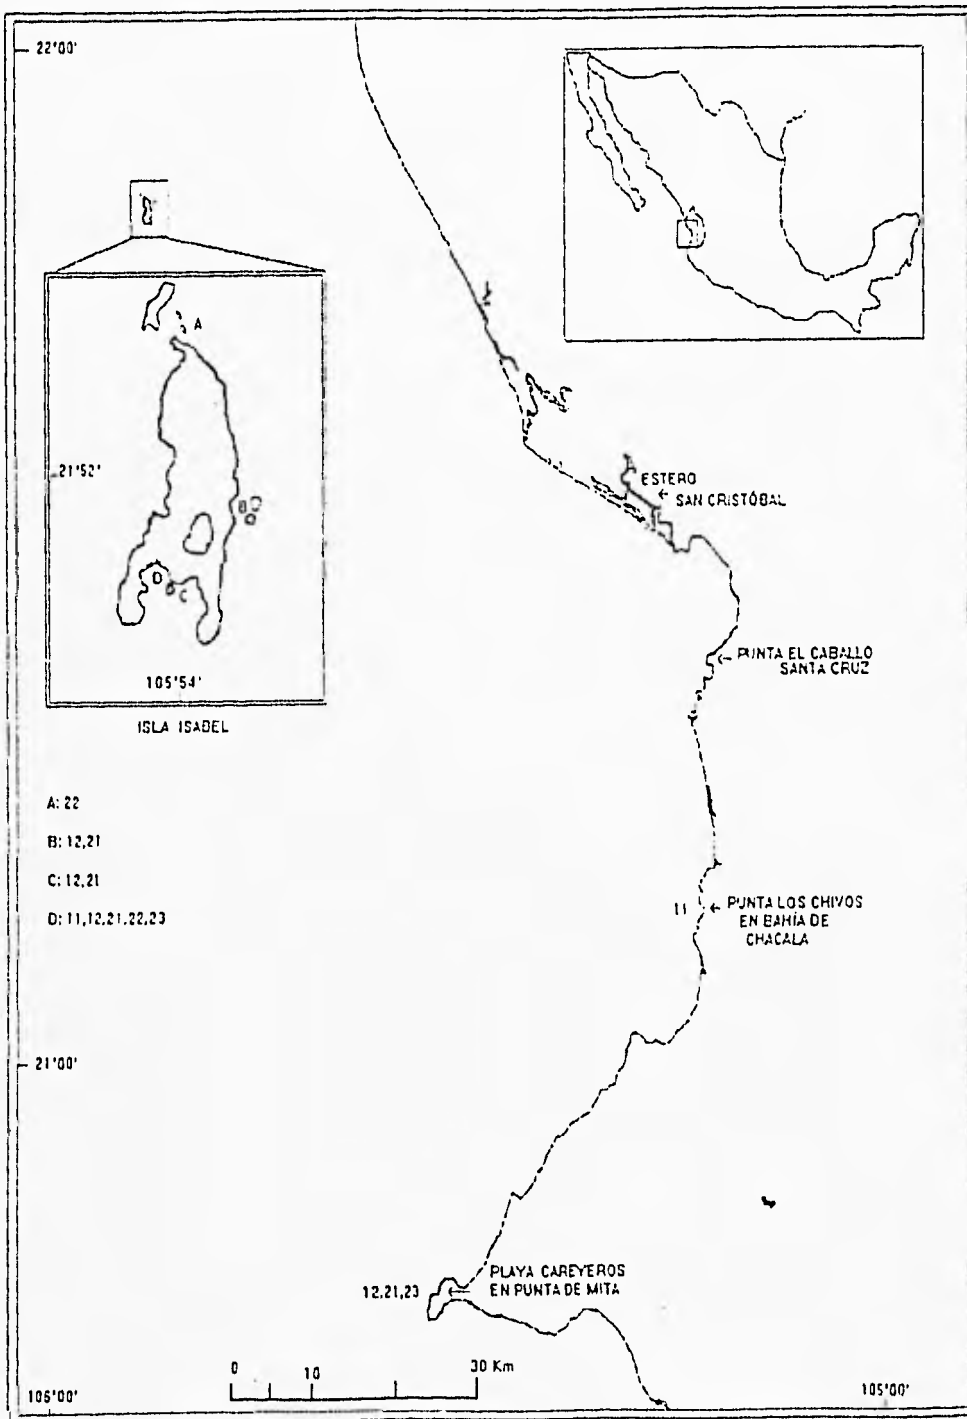 22°00'
A
21°52'
B
D
C
105°54'
ISLA ISABEL
ESTERO
SAN CRISTÓBAL
PUNTA EL CABALLO
SANTA CRUZ
A: 22
B: 12,21
C: 12,21
D: 11,12,21,22,23
11
PUNTA LOS CHIVOS
EN BAHÍA DE
CHACALA
21°00'
12,21,23
PLAYA CAREYEROS
EN PUNTA DE MITA
0 10 30 Km
106°00'
105°00'